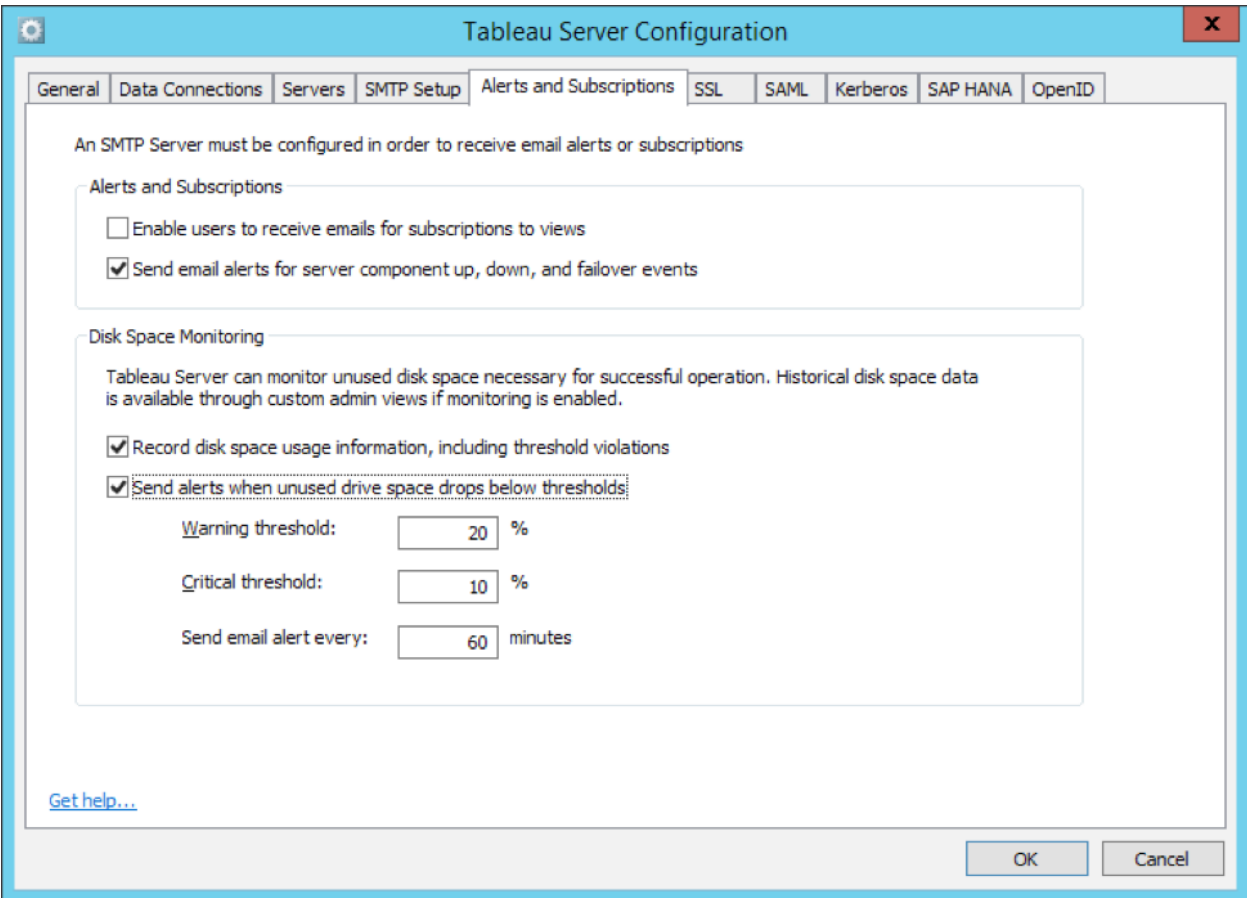 Tableau Server Configuration
X
General Data Connections Servers SMTP Setup Alerts and Subscriptions SSL SAML Kerberos SAP HANA OpenID
An SMTP Server must be configured in order to receive email alerts or subscriptions
Alerts and Subscriptions
Enable users to receive emails for subscriptions to views
Send email alerts for server component up, down, and failover events
Disk Space Monitoring
Tableau Server can monitor unused disk space necessary for successful operation. Historical disk space data
is available through custom admin views if monitoring is enabled.
Record disk space usage information, including threshold violations
Send alerts when unused drive space drops below thresholds
Warning threshold: 20 %
Critical threshold: 10 %
Send email alert every: 60 minutes
Get help...
OK Cancel